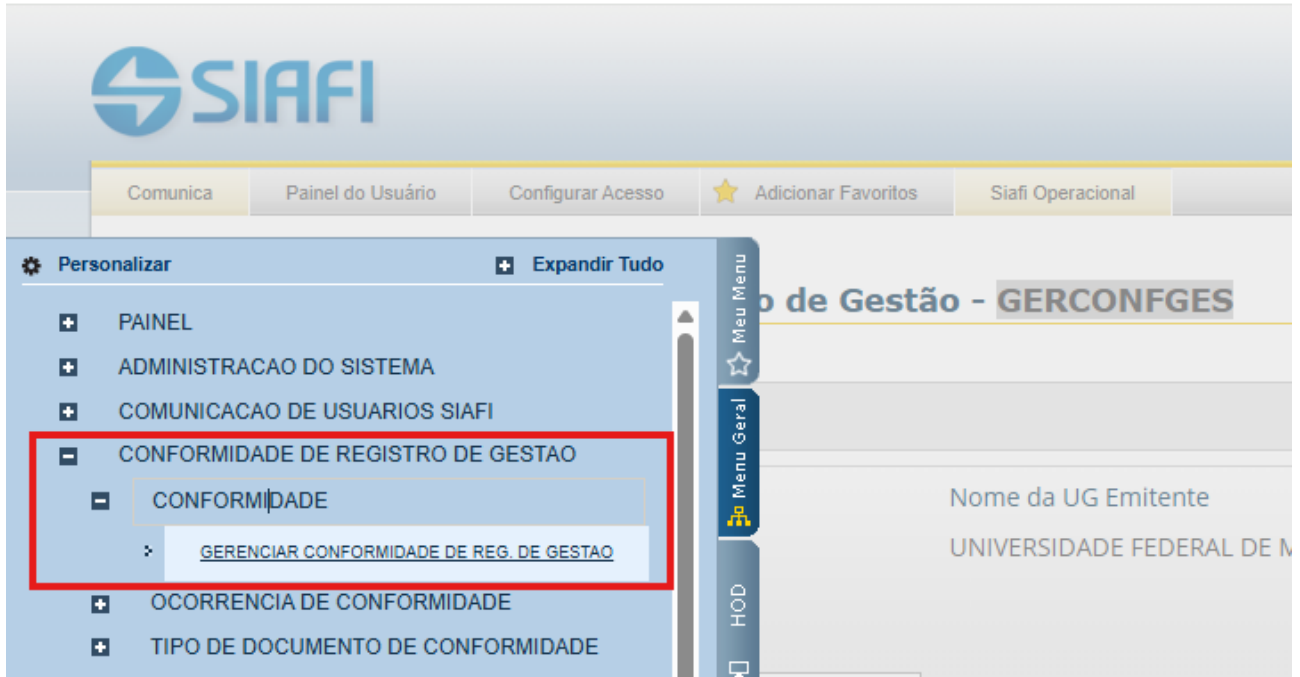 SIAFI
Comunica
Painel do Usuário
Configurar Acesso
Adicionar Favoritos
Siafi Operacional
Personalizar
Expandir Tudo
PAINEL
ADMINISTRACAO DO SISTEMA
COMUNICACAO DE USUARIOS SIAFI
CONFORMIDADE DE REGISTRO DE GESTAO
CONFORMIDADE
GERENCIAR CONFORMIDADE DE REG. DE GESTAO
OCORRENCIA DE CONFORMIDADE
TIPO DE DOCUMENTO DE CONFORMIDADE
Meu Menu
Menu Geral
HOD
o de Gestão - GERCONFGES
Nome da UG Emitente
UNIVERSIDADE FEDERAL DE M